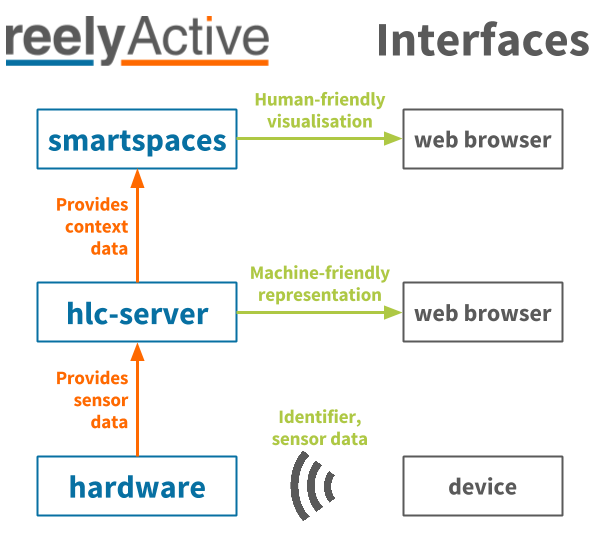 reelyActive
Interfaces
Human-friendly
visualisation
smartspaces
web browser
Provides
context
data
Machine-friendly
representation
hlc-server
web browser
Provides
sensor
data
Identifier,
sensor data
hardware
device